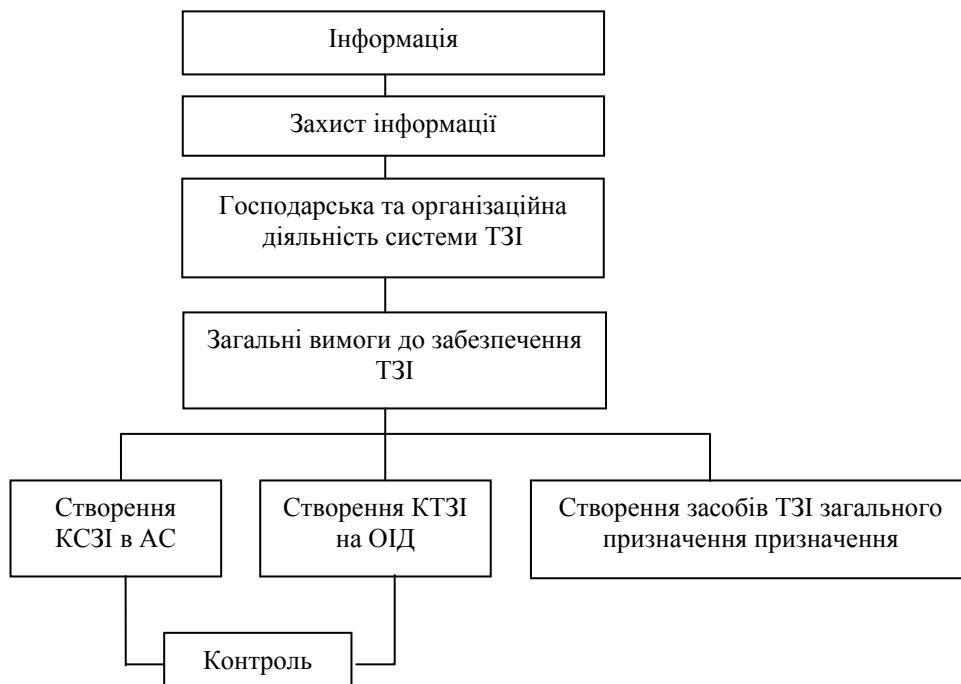 Інформація
Захист інформації
Господарська та організаційна
діяльність системи ТЗІ
Загальні вимоги до забезпечення
ТЗІ
Створення
КСЗІ в АС
Створення КТЗІ
на ОІД
Створення засобів ТЗІ загального
призначення призначення
Контроль